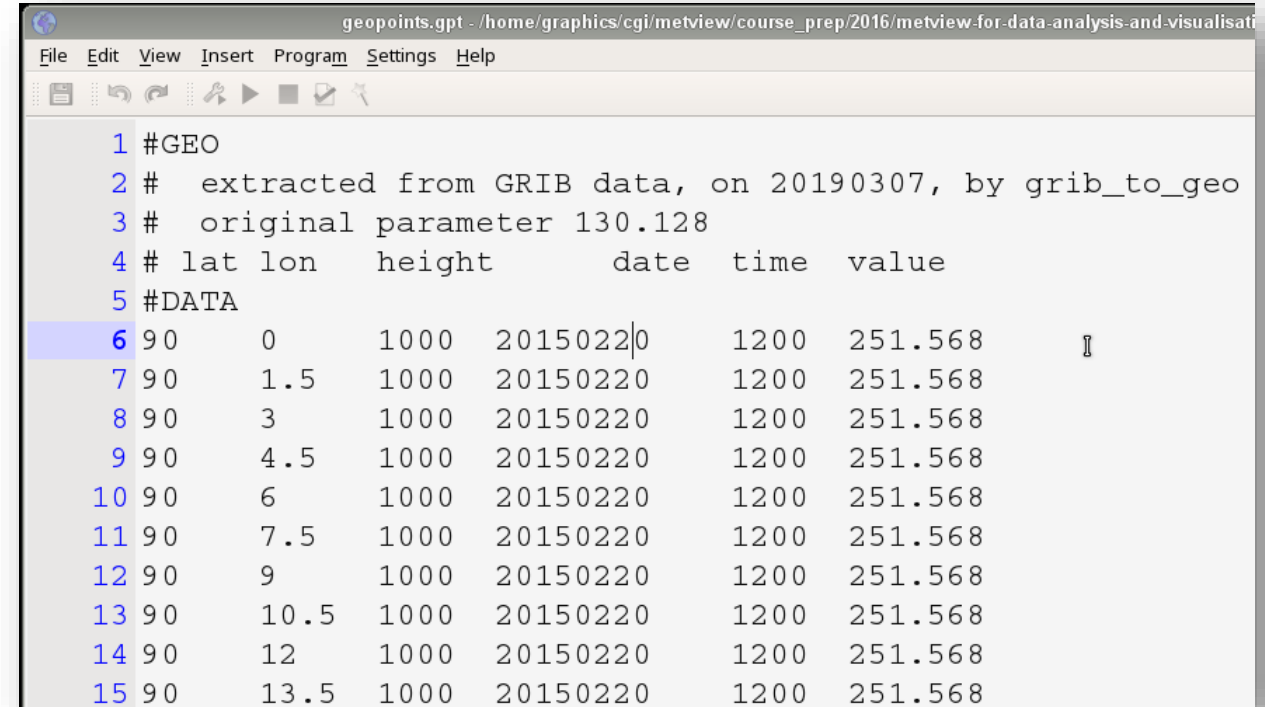 geopoints.gpt - /home/graphics/cgi/metview/course_prep/2016/metview-for-data-analysis-and-visualisati
File Edit View Insert Program Settings Help
1 #GEO
2 #  extracted from GRIB data, on 20190307, by grib_to_geo
3 #  original parameter 130.128
4 # lat lon   height      date  time  value
5 #DATA
6 90    0     1000  20150220    1200  251.568
7 90    1.5   1000  20150220    1200  251.568
8 90    3     1000  20150220    1200  251.568
9 90    4.5   1000  20150220    1200  251.568
10 90    6     1000  20150220    1200  251.568
11 90    7.5   1000  20150220    1200  251.568
12 90    9     1000  20150220    1200  251.568
13 90    10.5  1000  20150220    1200  251.568
14 90    12    1000  20150220    1200  251.568
15 90    13.5  1000  20150220    1200  251.568